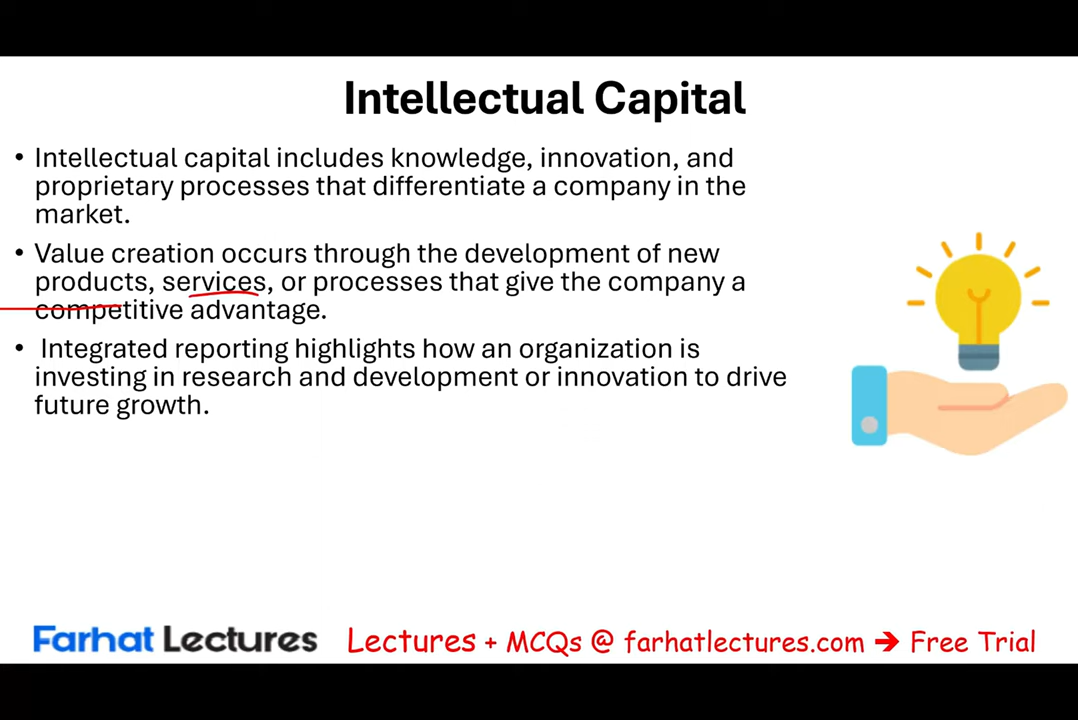 Intellectual Capital
• Intellectual capital includes knowledge, innovation, and
proprietary processes that differentiate a company in the
market.
• Value creation occurs through the development of new
products, services, or processes that give the company a
competitive advantage.
• Integrated reporting highlights how an organization is
investing in research and development or innovation to drive
future growth.
Farhat Lectures Lectures + MCQs @ farhatlectures.com ➔ Free Trial